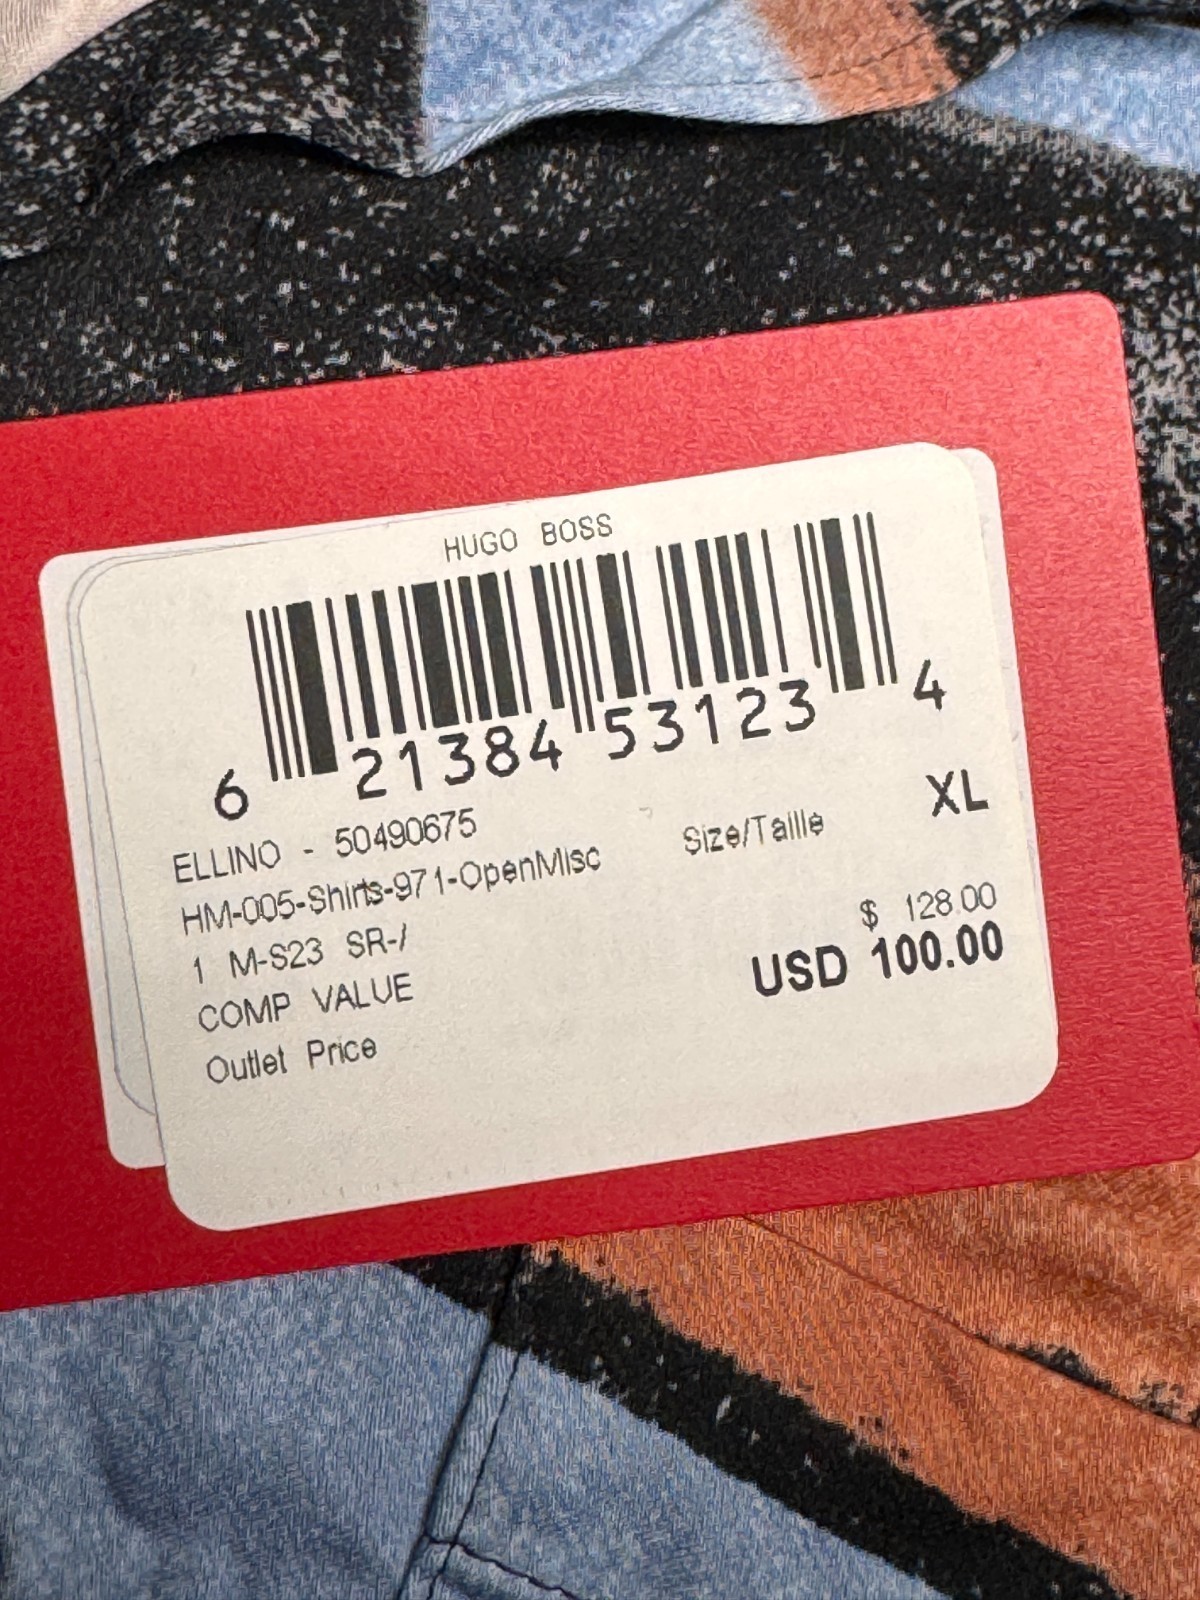 HUGO BOSS
6 21384 53123 4
ELLINO - 50490675
HM-005-Shirts-971-OpenMisc Size/Taille XL
1 M-S23 SR-/
COMP VALUE $ 128.00
Outlet Price USD 100.00